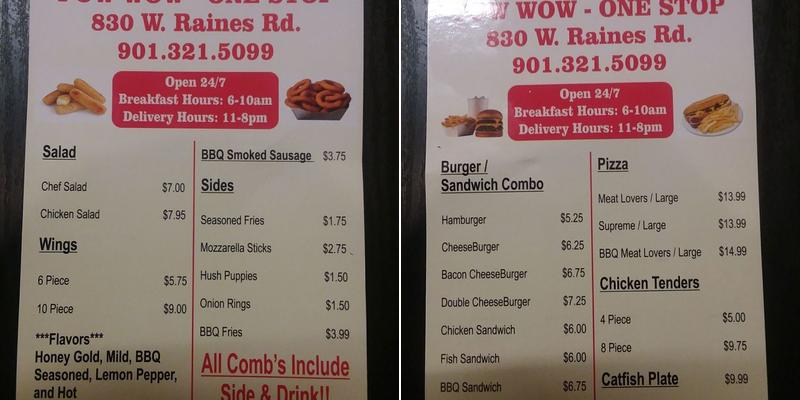 WOW - ONE STOP
830 W. Raines Rd.
901.321.5099
Open 24/7
Breakfast Hours: 6-10am
Delivery Hours: 11-8pm
Salad
Chef Salad $7.00
Chicken Salad $7.95
Wings
6 Piece $5.75
10 Piece $9.00
***Flavors***
Honey Gold, Mild, BBQ
Seasoned, Lemon Pepper,
and Hot
BBQ Smoked Sausage $3.75
Sides
Seasoned Fries $1.75
Mozzarella Sticks $2.75
Hush Puppies $1.50
Onion Rings $1.50
BBQ Fries $3.99
All Comb's Include
Side & Drink!!
WOW - ONE STOP
830 W. Raines Rd.
901.321.5099
Open 24/7
Breakfast Hours: 6-10am
Delivery Hours: 11-8pm
Burger /
Sandwich Combo
Hamburger $5.25
CheeseBurger $6.25
Bacon CheeseBurger $6.75
Double CheeseBurger $7.25
Chicken Sandwich $6.00
Fish Sandwich $6.00
BBQ Sandwich $6.75
Pizza
Meat Lovers / Large $13.99
Supreme / Large $13.99
BBQ Meat Lovers / Large $14.99
Chicken Tenders
4 Piece $5.00
8 Piece $9.75
Catfish Plate $9.99